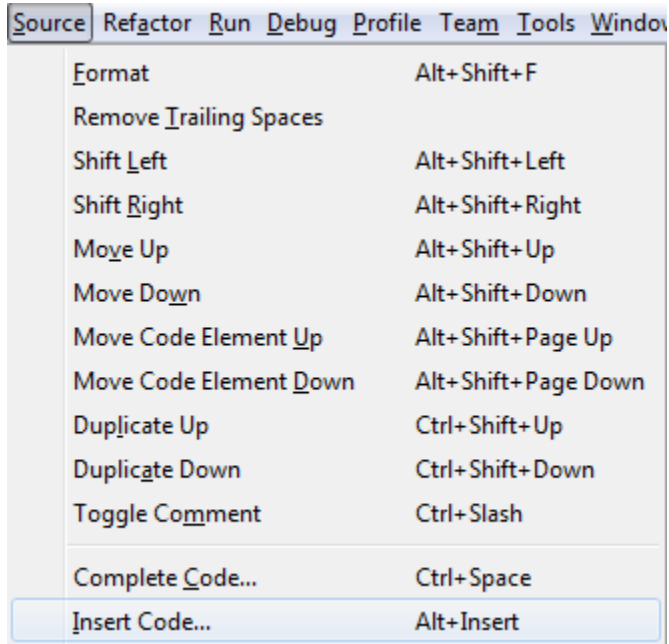 Source Refactor Run Debug Profile Team Tools Window
Format Alt+Shift+F
Remove Trailing Spaces
Shift Left Alt+Shift+Left
Shift Right Alt+Shift+Right
Move Up Alt+Shift+Up
Move Down Alt+Shift+Down
Move Code Element Up Alt+Shift+Page Up
Move Code Element Down Alt+Shift+Page Down
Duplicate Up Ctrl+Shift+Up
Duplicate Down Ctrl+Shift+Down
Toggle Comment Ctrl+Slash
Complete Code... Ctrl+Space
Insert Code... Alt+Insert